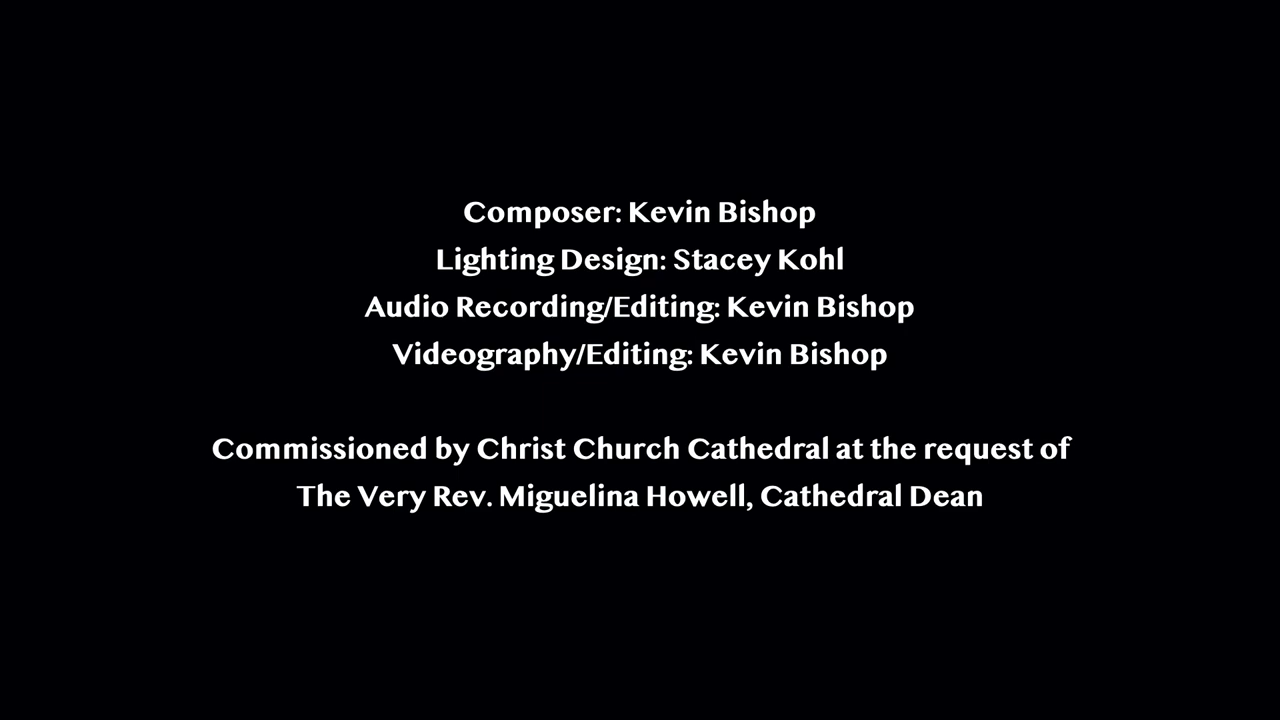 Composer: Kevin Bishop
Lighting Design: Stacey Kohl
Audio Recording/Editing: Kevin Bishop
Videography/Editing: Kevin Bishop
Commissioned by Christ Church Cathedral at the request of
The Very Rev. Miguelina Howell, Cathedral Dean